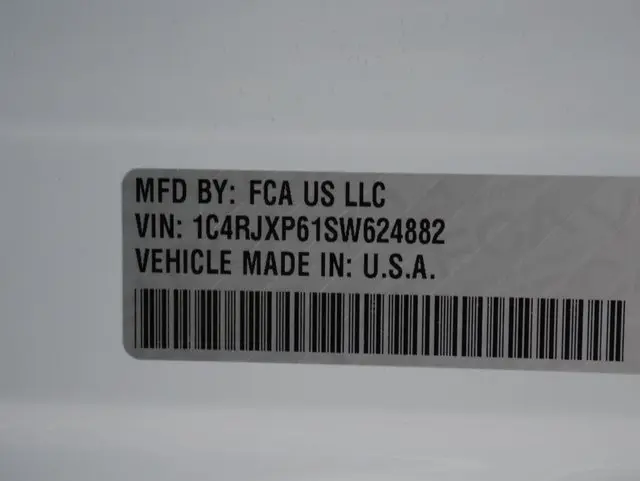 MFD BY: FCA US LLC
VIN: 1C4RJXP61SW624882
VEHICLE MADE IN: U.S.A.